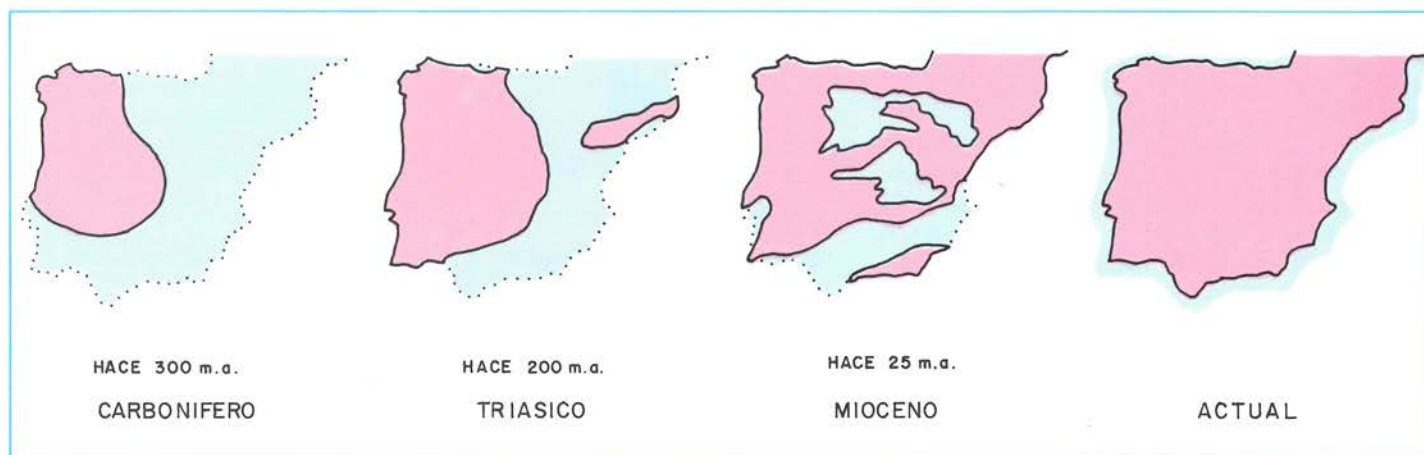 HACE 300 m.a.
CARBONIFERO
HACE 200 m.a.
TRIASICO
HACE 25 m.a.
MIOCENO
ACTUAL